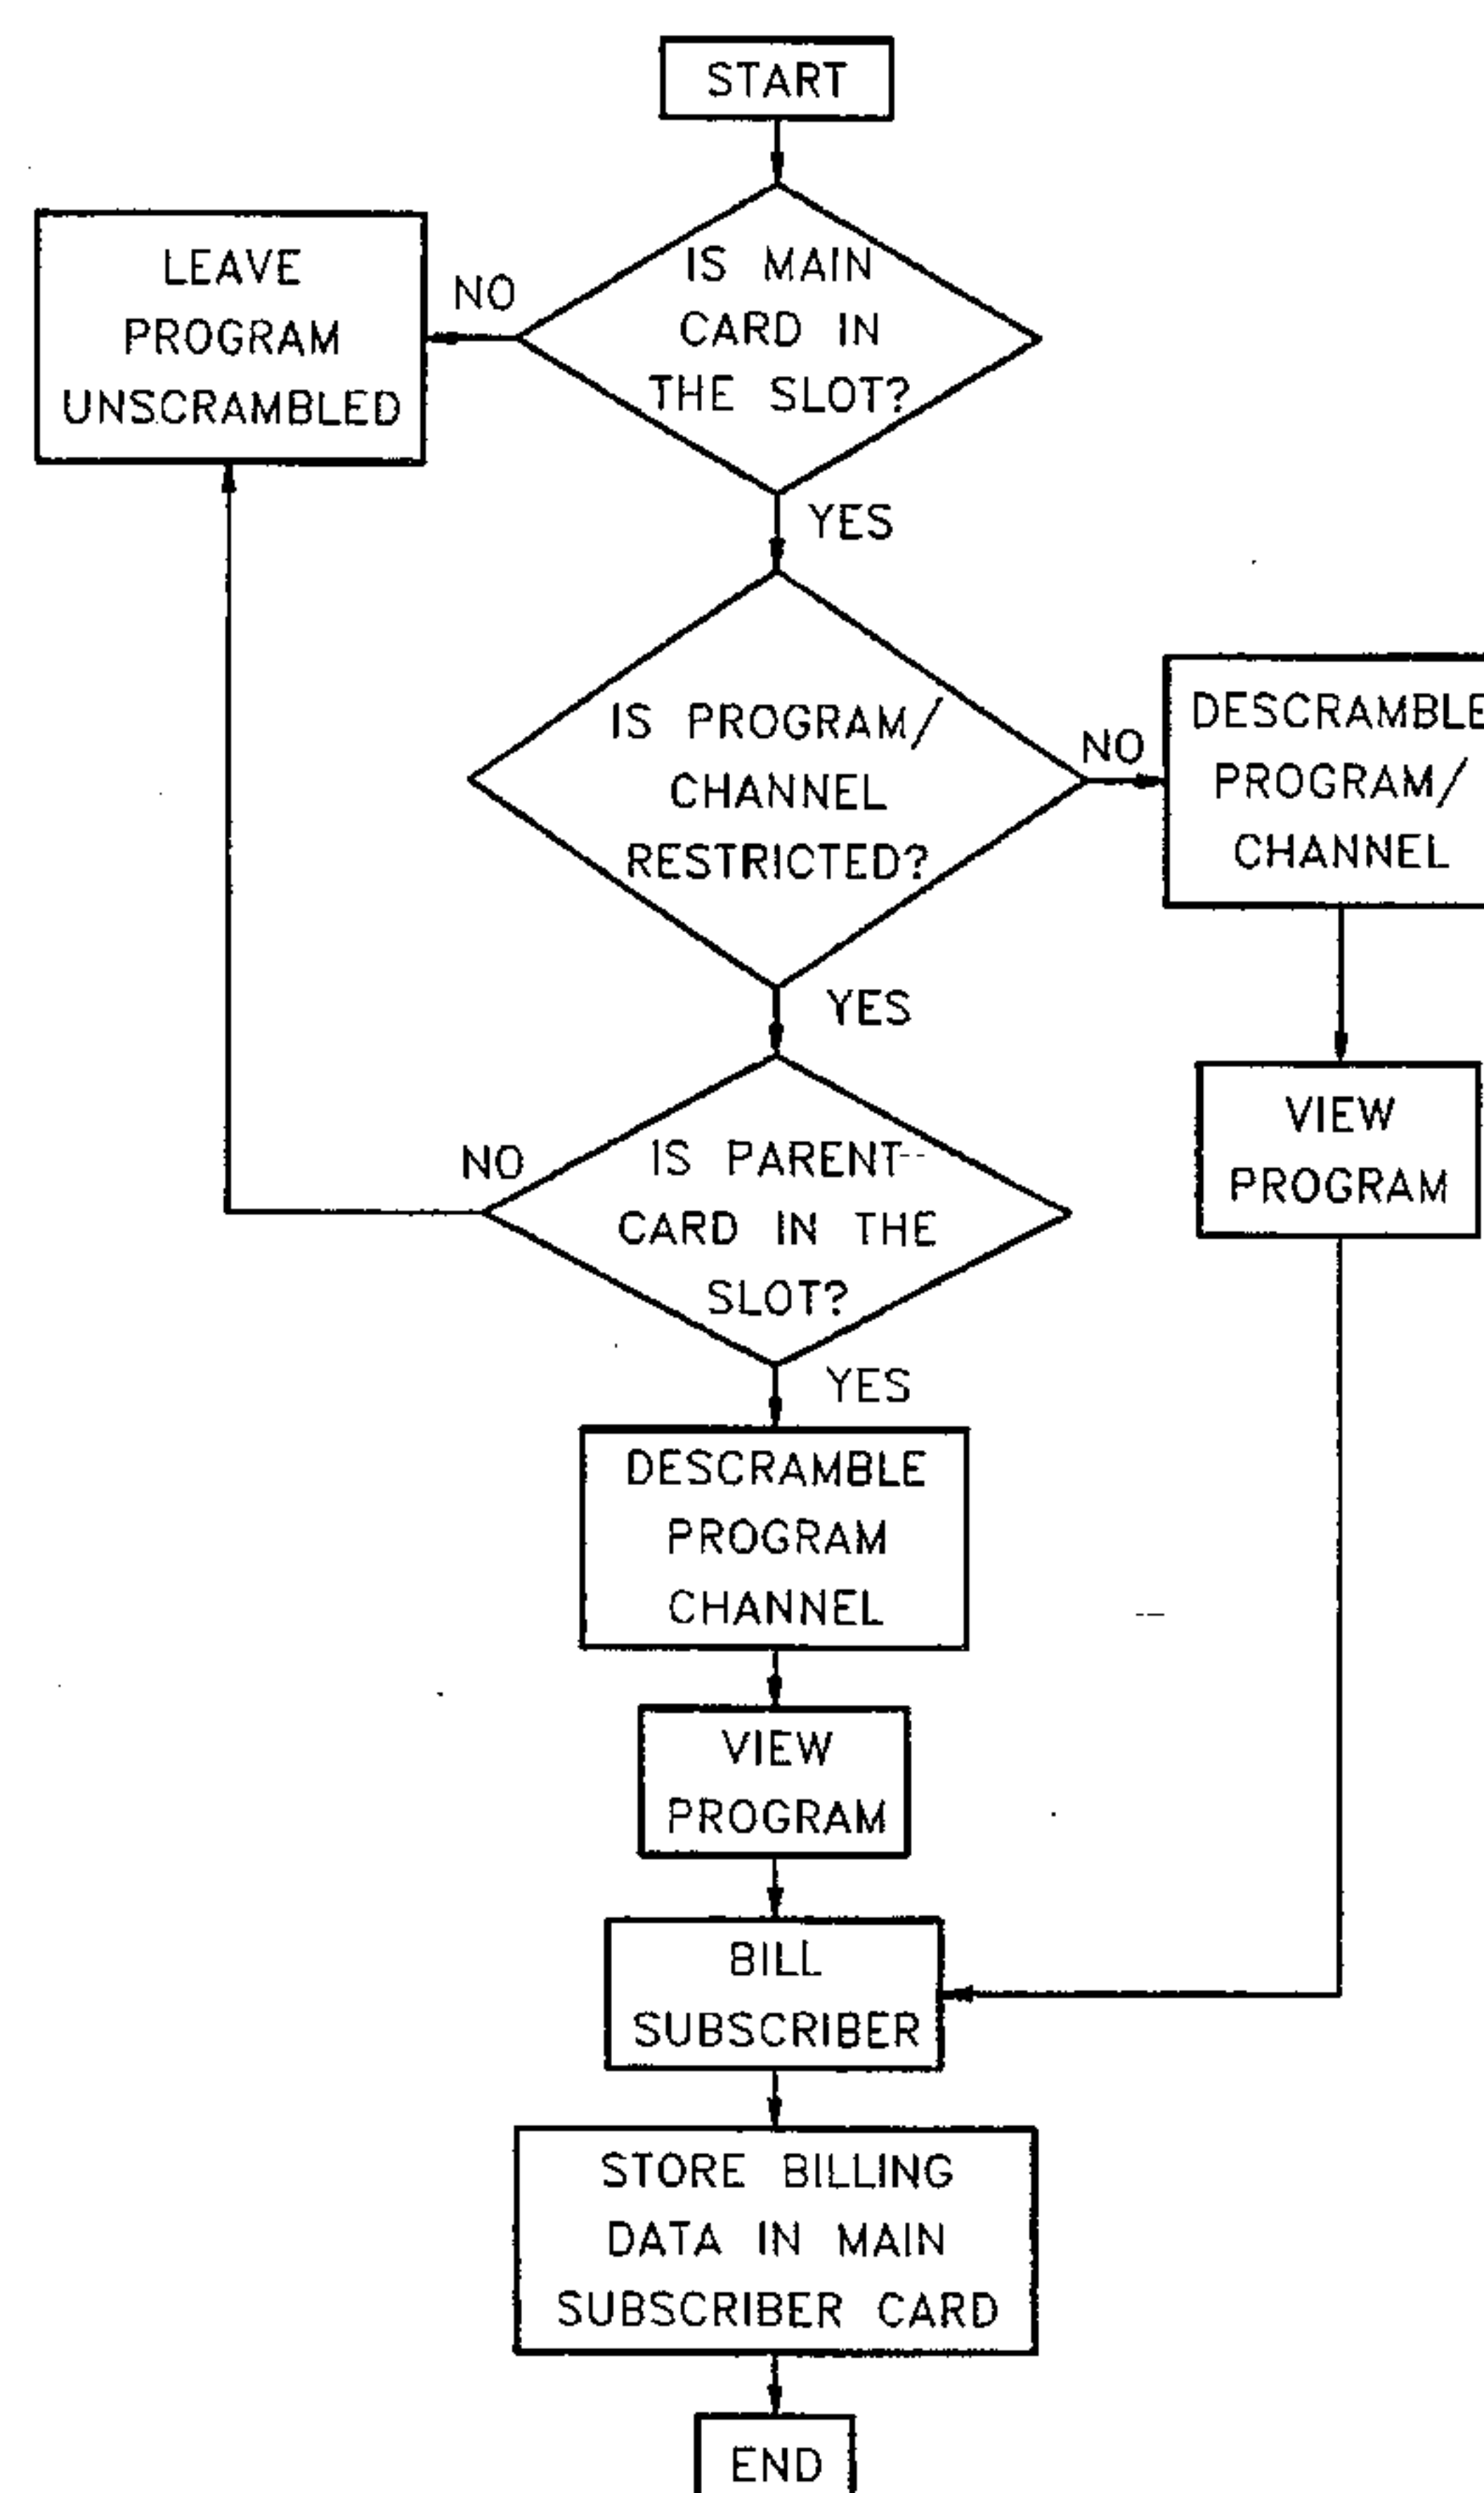 START
IS MAIN
CARD IN
THE SLOT?
NO
LEAVE
PROGRAM
UNSCRAMBLED
YES
IS PROGRAM/
CHANNEL
RESTRICTED?
NO
DESCRAMBLE
PROGRAM/
CHANNEL
VIEW
PROGRAM
YES
IS PARENT
CARD IN THE
SLOT?
NO
YES
DESCRAMBLE
PROGRAM
CHANNEL
VIEW
PROGRAM
BILL
SUBSCRIBER
STORE BILLING
DATA IN MAIN
SUBSCRIBER CARD
END